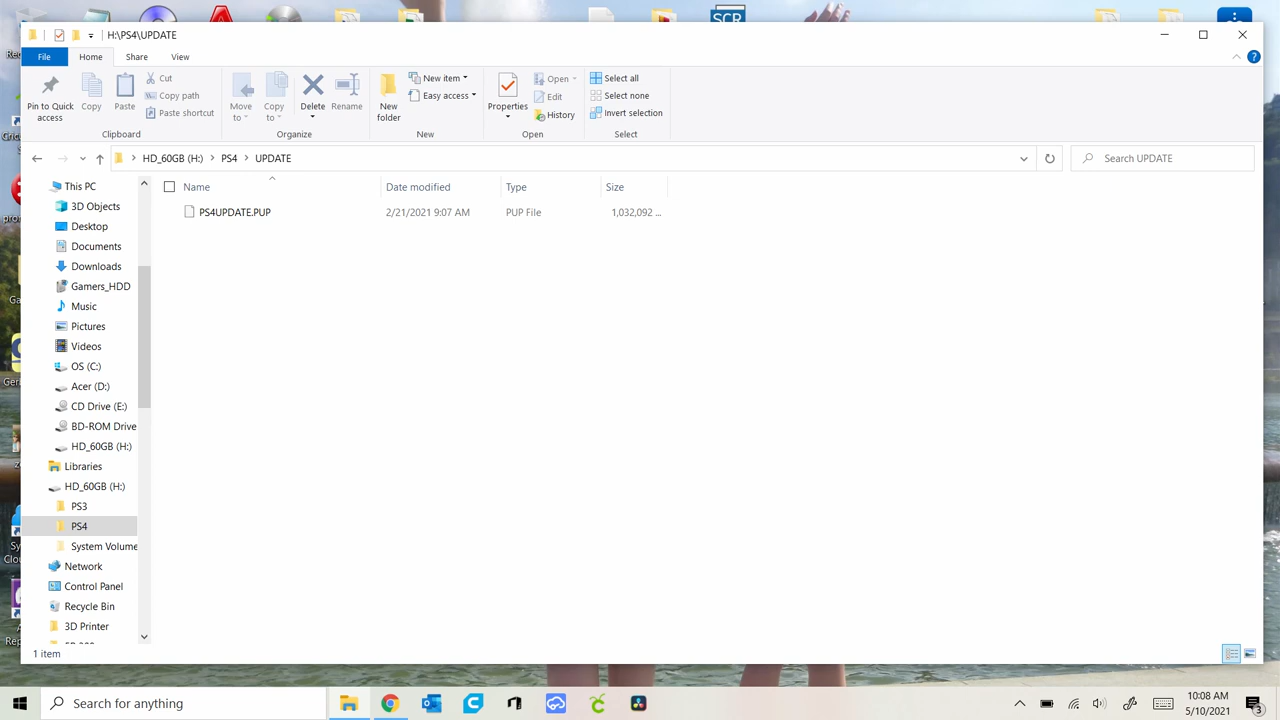 SCR
H:\PS4\UPDATE
File Home Share View
Pin to Quick access
Copy
Paste
Cut
Copy path
Paste shortcut
Clipboard
Move to
Copy to
Delete
Rename
Organize
New folder
New item
Easy access
New
Properties
Open
Edit
History
Open
Select all
Select none
Invert selection
Select
HD_60GB (H:) PS4 UPDATE
Search UPDATE
Name Date modified Type Size
PS4UPDATE.PUP 2/21/2021 9:07 AM PUP File 1,032,092 ...
This PC
3D Objects
Desktop
Documents
Downloads
Gamers_HDD
Music
Pictures
Videos
OS (C:)
Acer (D:)
CD Drive (E:)
BD-ROM Drive
HD_60GB (H:)
Libraries
HD_60GB (H:)
PS3
PS4
System Volume
Network
Control Panel
Recycle Bin
3D Printer
1 item
Search for anything
10:08 AM
5/10/2021
3